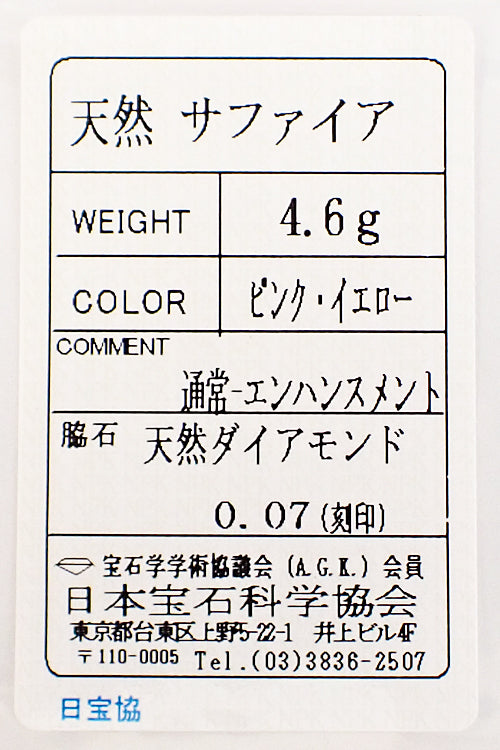 天然 サファイア
WEIGHT 4.6g
COLOR ピンク・イエロー
COMMENT
通常-エンハンスメント
脇石 天然ダイアモンド
0.07(刻印)
宝石学学術協議会 (A.G.K.) 会員
日本宝石科学協会
東京都台東区上野5-22-1 井上ビル4F
〒110-0005 Tel.(03)3836-2507
日宝協